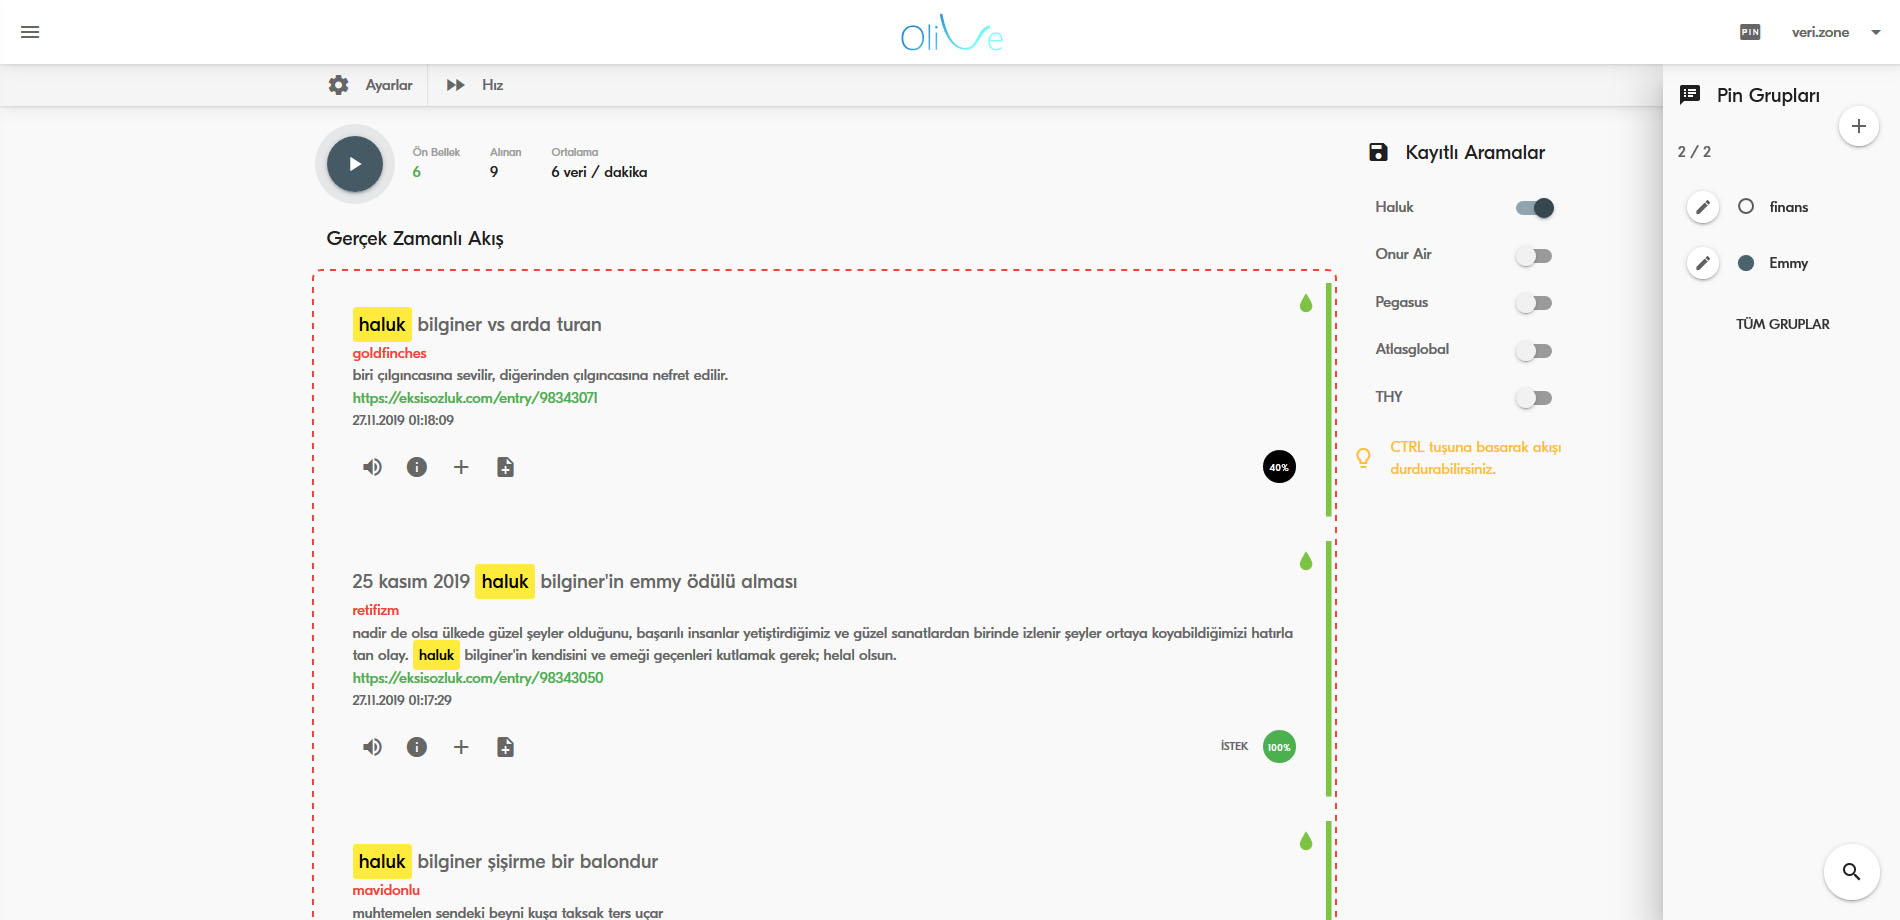 Olive
PIN
veri.zone
Ayarlar
Hız
Ön Bellek
6
Alınan
9
Ortalama
6 veri / dakika
Gerçek Zamanlı Akış
haluk bilginer vs arda turan
goldfinches
biri çılgıncasına sevilir, diğerinden çılgıncasına nefret edilir.
https://eksisozluk.com/entry/98343071
27.11.2019 01:18:09
40%
25 kasım 2019 haluk bilginer'in emmy ödülü alması
retifizm
nadir de olsa ülkede güzel şeyler olduğunu, başarılı insanlar yetiştirdiğimiz ve güzel sanatlardan birinde izlenir şeyler ortaya koyabildiğimizi hatırla
tan olay. haluk bilginer'in kendisini ve emeği geçenleri kutlamak gerek; helal olsun.
https://eksisozluk.com/entry/98343050
27.11.2019 01:17:29
İSTEK
100%
haluk bilginer şişirme bir balondur
mavidonlu
muhtemelen sendeki beyni kuşa taksak ters uçar
Kayıtlı Aramalar
Haluk
Onur Air
Pegasus
Atlasglobal
THY
CTRL tuşuna basarak akışı
durdurabilirsiniz.
Pin Grupları
2 / 2
finans
Emmy
TÜM GRUPLAR